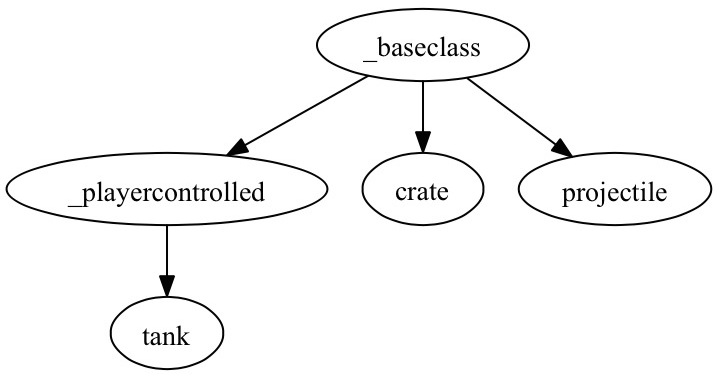 _baseclass
_playercontrolled
crate
projectile
tank